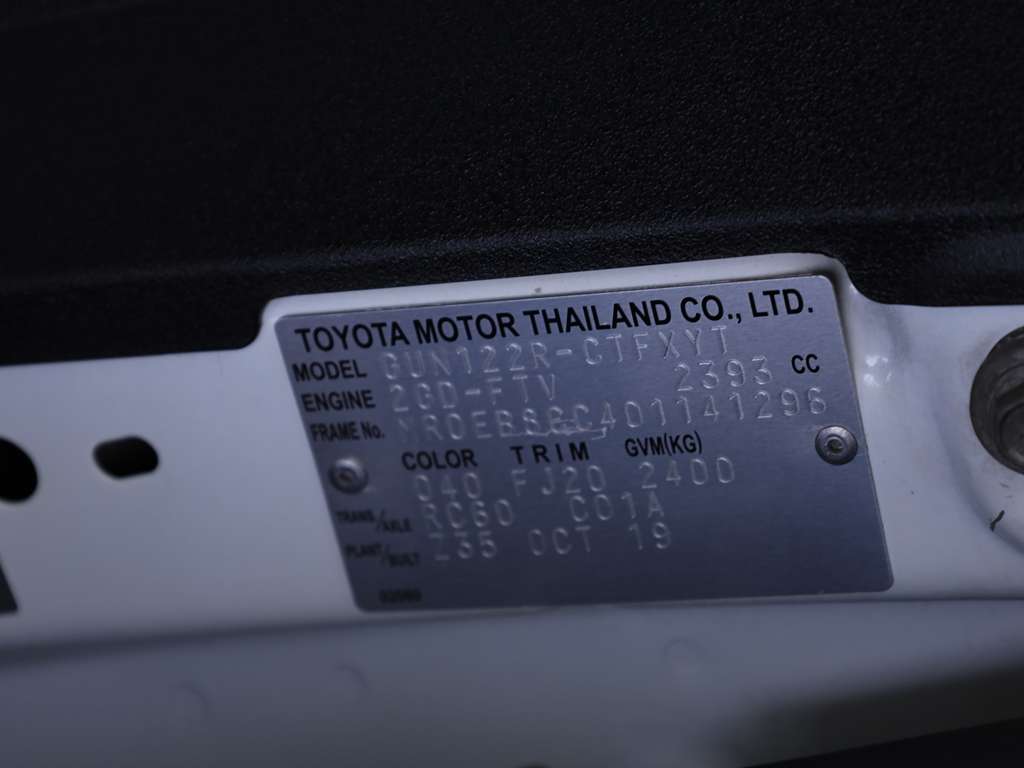 TOYOTA MOTOR THAILAND CO., LTD.
MODEL GUN122R-CTFXYT
ENGINE 2GD-FTV 2393 CC
FRAME No. MR0EB8GC401141296
COLOR TRIM GVM(KG)
040 FJ20 2400
TRANS/AXLE RC60 C01A
PLANT/BUILT Z35 OCT 19